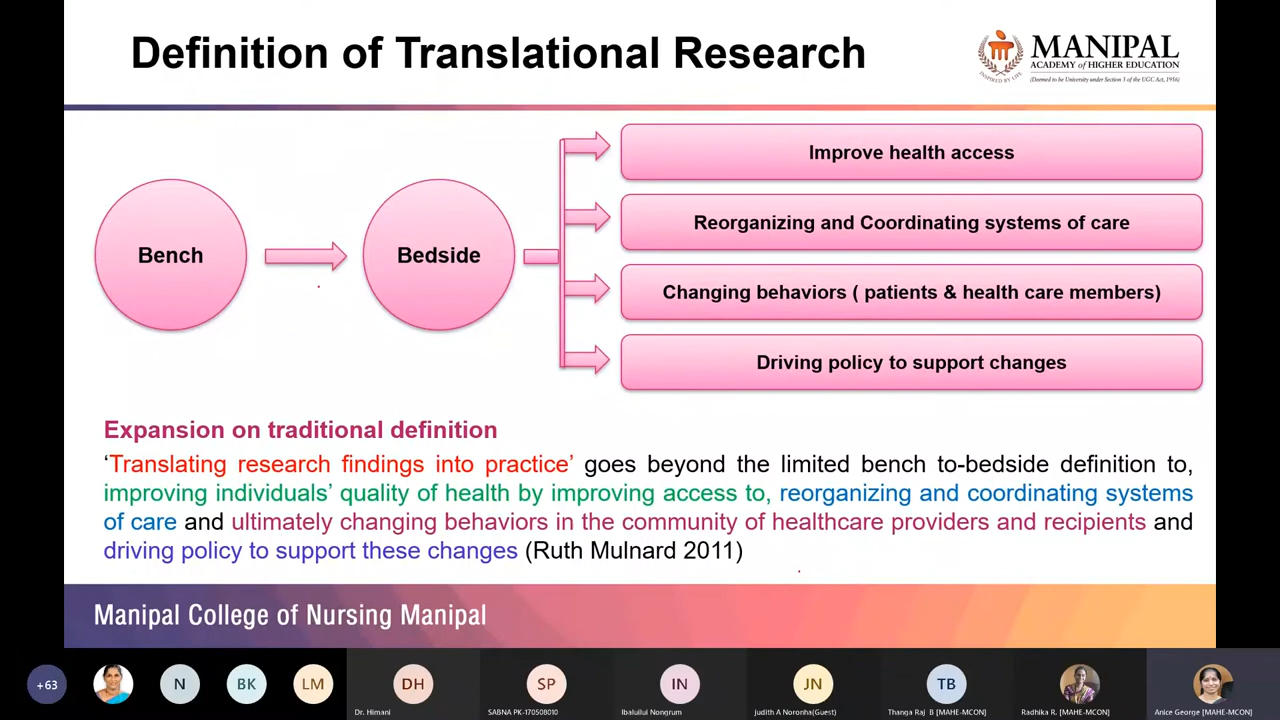 Definition of Translational Research
MANIPAL
ACADEMY of HIGHER EDUCATION
(Deemed to be University under Section 3 of the UGC Act, 1956)
INSPIRED BY LIFE
Bench
Bedside
Improve health access
Reorganizing and Coordinating systems of care
Changing behaviors ( patients & health care members)
Driving policy to support changes
Expansion on traditional definition
‘Translating research findings into practice’ goes beyond the limited bench to-bedside definition to,
improving individuals’ quality of health by improving access to, reorganizing and coordinating systems
of care and ultimately changing behaviors in the community of healthcare providers and recipients and
driving policy to support these changes (Ruth Mulnard 2011)
Manipal College of Nursing Manipal
+63
N
BK
LM
DH
SP
IN
JN
TB
Dr. Himani
SABNA PK-170508010
Ibaluilui Nongrum
judith A Noronha(Guest)
Thanga Raj B [MAHE-MCON]
Radhika R. [MAHE-MCON]
Anice George [MAHE-MCON]